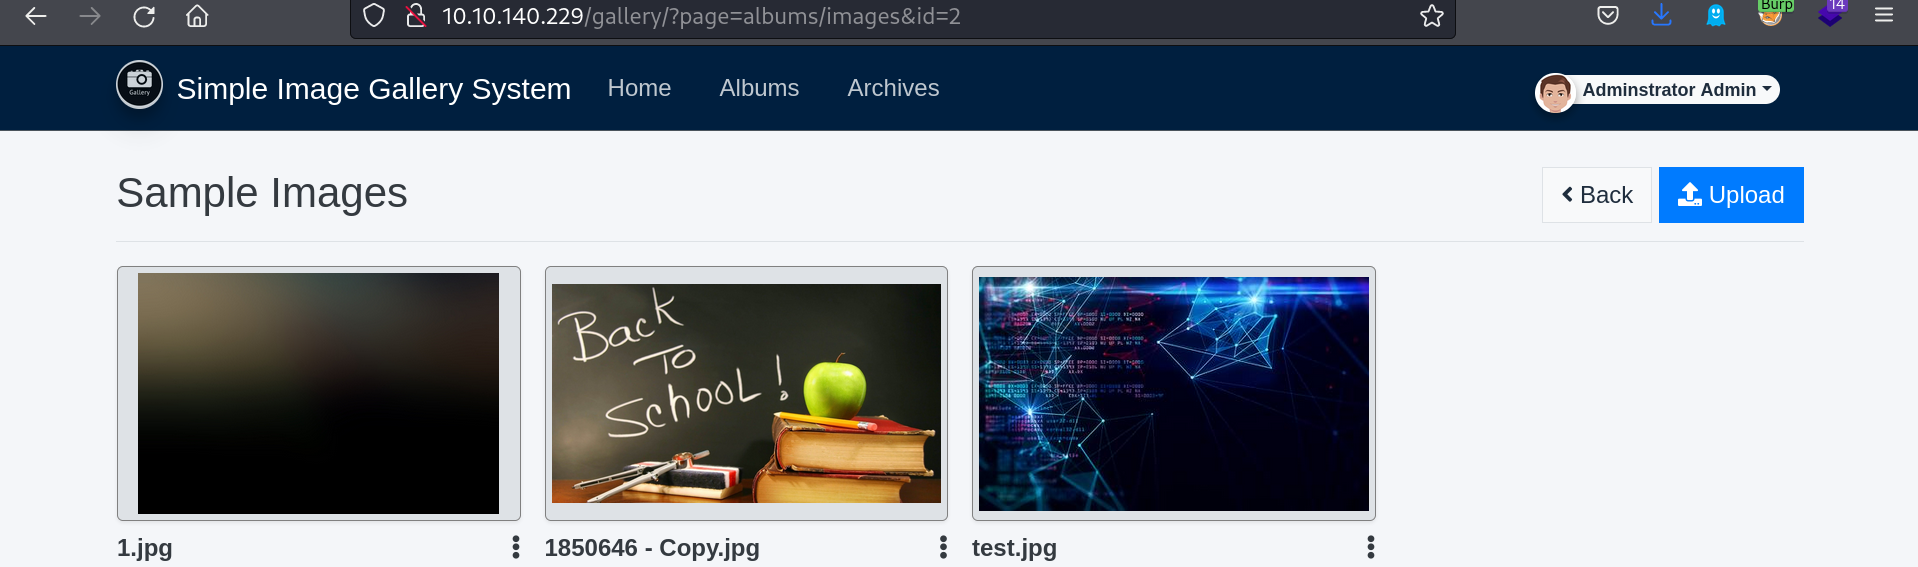 Burp
14
10.10.140.229/gallery/?page=albums/images&id=2
Gallery
Simple Image Gallery System
Home
Albums
Archives
Adminstrator Admin
Sample Images
Back
Upload
Back
To
School!
1.jpg
1850646 - Copy.jpg
test.jpg